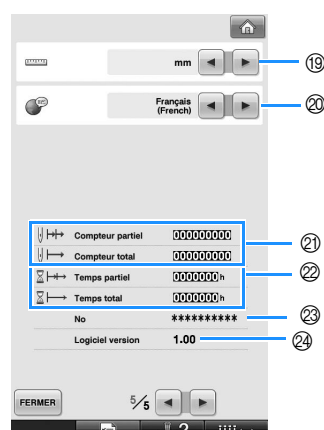 mm
⑲
Français
(French)
⑳
Compteur partiel 000000000
Compteur total 000000000
㉑
Temps partiel 0000000h
㉒
Temps total 0000000h
No **********
㉓
Logiciel version 1.00
㉔
FERMER
5/5